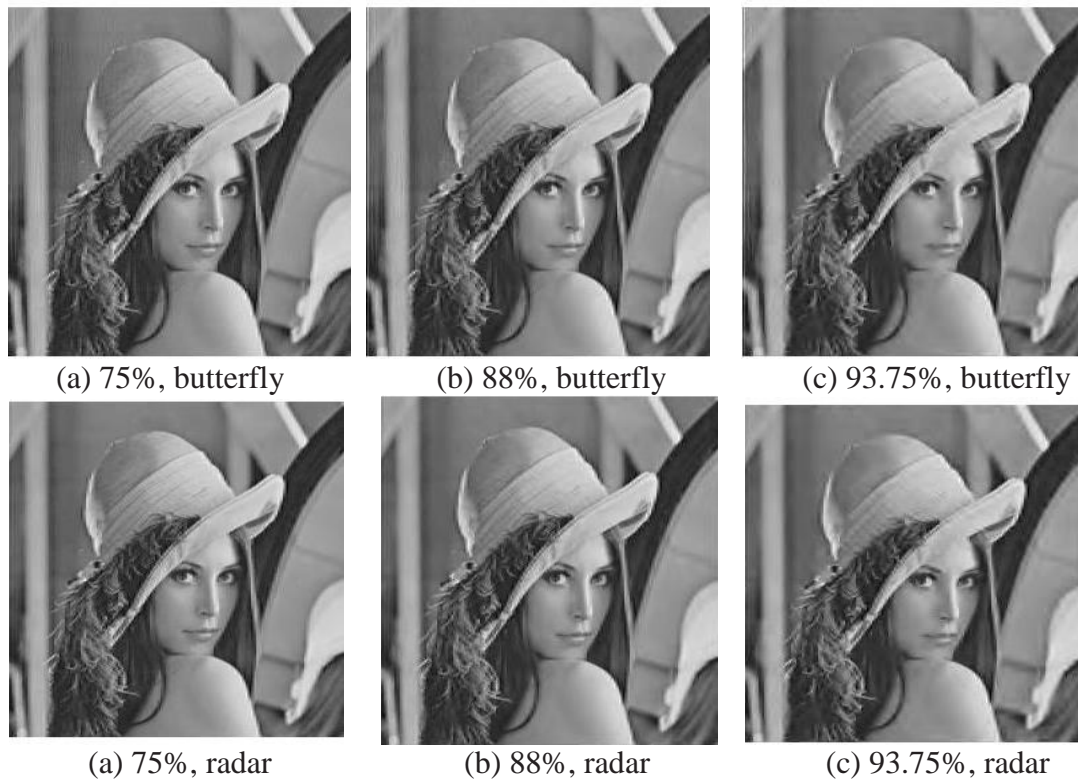 (a) 75%, butterfly
(b) 88%, butterfly
(c) 93.75%, butterfly
(a) 75%, radar
(b) 88%, radar
(c) 93.75%, radar